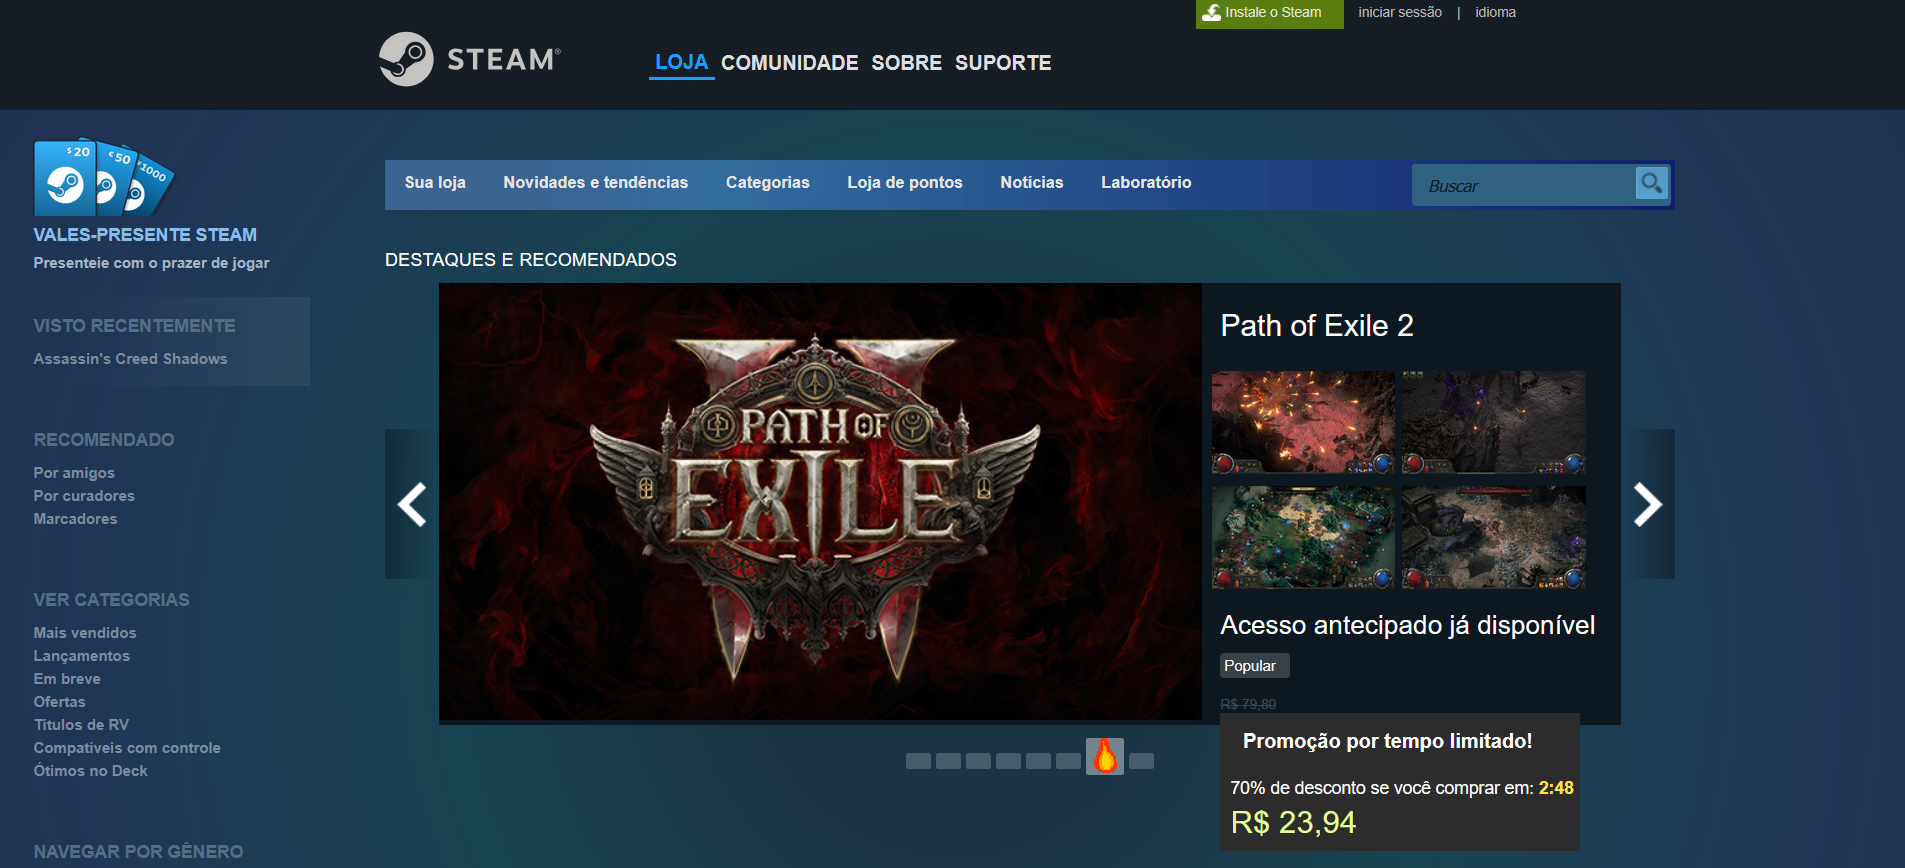 Instale o Steam
iniciar sessão | idioma
STEAM®
LOJA COMUNIDADE SOBRE SUPORTE
$ 20
€ 50
¥1000
VALES-PRESENTE STEAM
Presenteie com o prazer de jogar
VISTO RECENTEMENTE
Assassin's Creed Shadows
RECOMENDADO
Por amigos
Por curadores
Marcadores
VER CATEGORIAS
Mais vendidos
Lançamentos
Em breve
Ofertas
Titulos de RV
Compatíveis com controle
Ótimos no Deck
NAVEGAR POR GÊNERO
Sua loja Novidades e tendências Categorias Loja de pontos Notícias Laboratório
Buscar
DESTAQUES E RECOMENDADOS
PATH OF
EXILE
II
Path of Exile 2
Acesso antecipado já disponível
Popular
R$ 79,80
Promoção por tempo limitado!
70% de desconto se você comprar em: 2:48
R$ 23,94